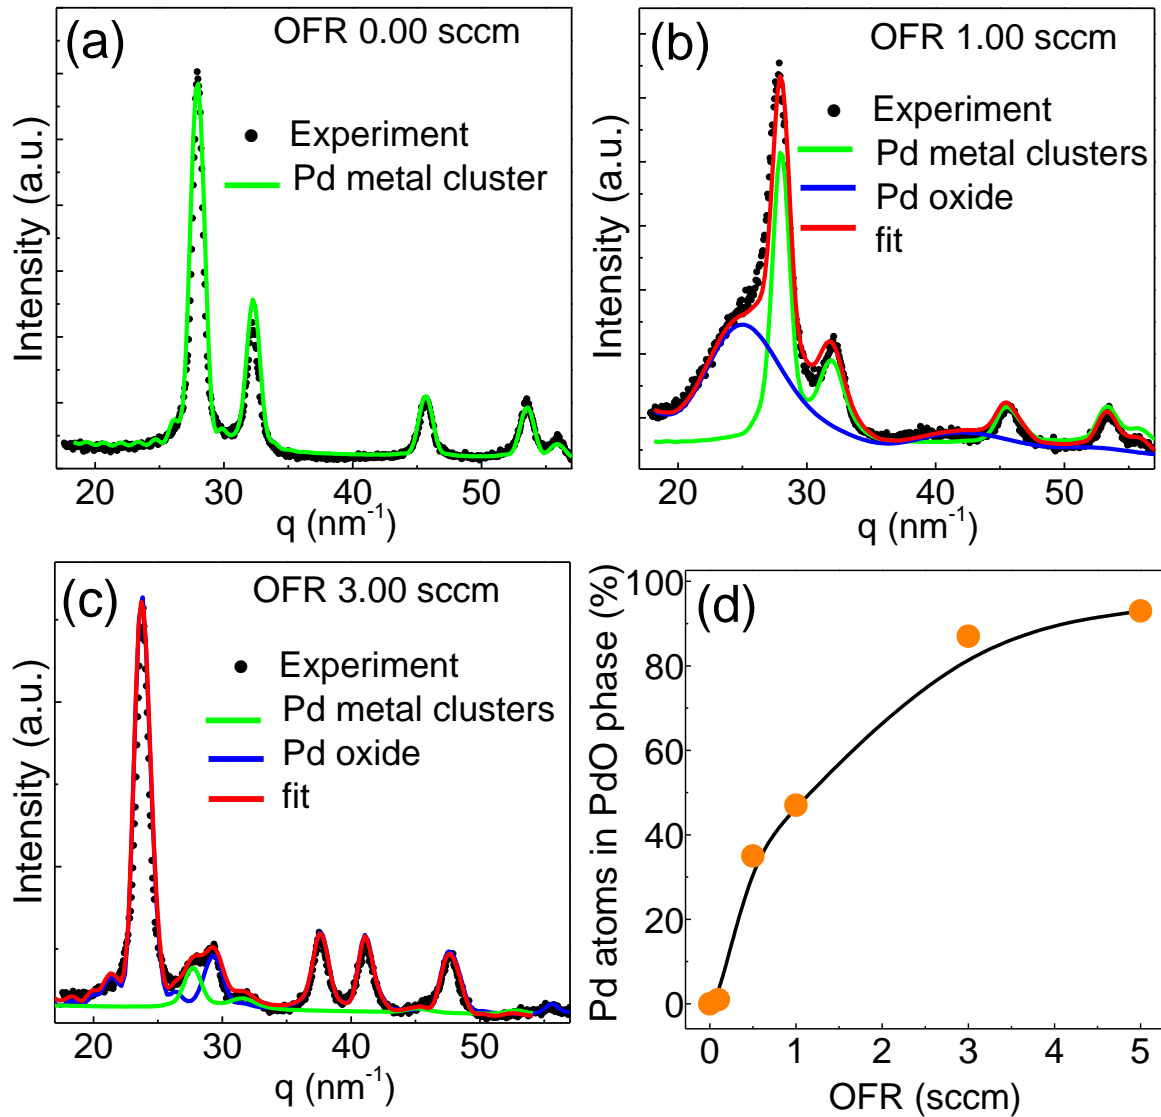 (a)
OFR 0.00 sccm
Experiment
Pd metal cluster
Intensity (a.u.)
20 30 40 50
q (nm⁻¹)
(b)
OFR 1.00 sccm
Experiment
Pd metal clusters
Pd oxide
fit
Intensity (a.u.)
20 30 40 50
q (nm⁻¹)
(c)
OFR 3.00 sccm
Experiment
Pd metal clusters
Pd oxide
fit
Intensity (a.u.)
20 30 40 50
q (nm⁻¹)
(d)
Pd atoms in PdO phase (%)
100
80
60
40
20
0
0 1 2 3 4 5
OFR (sccm)